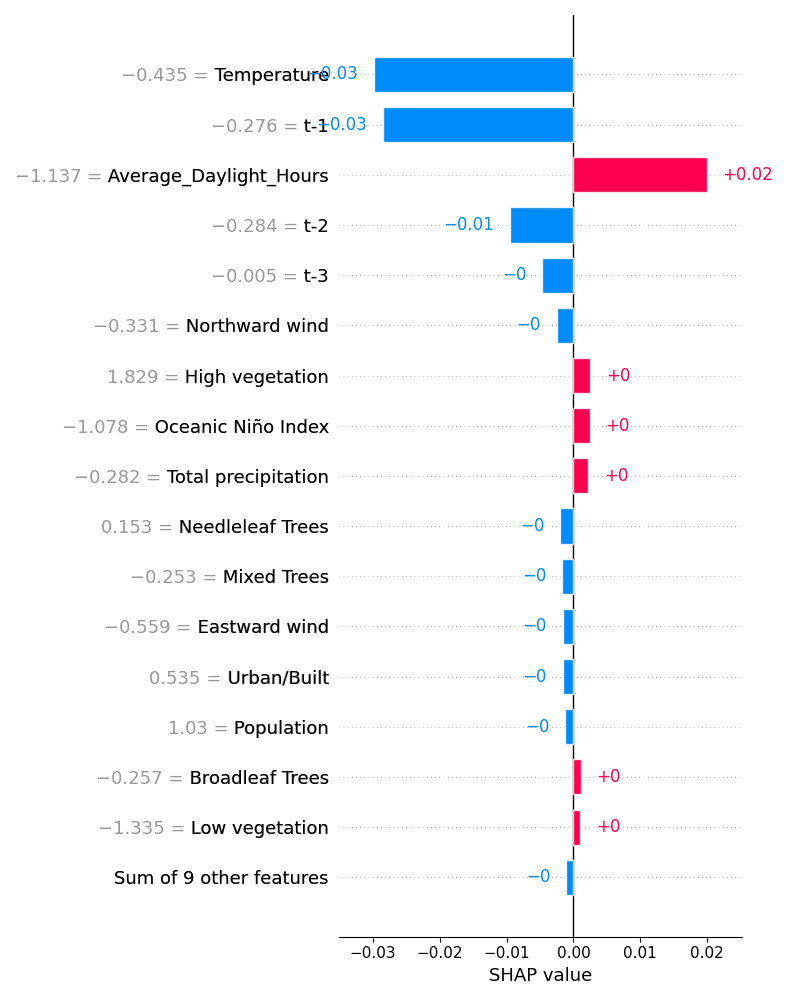 −0.435 = Temperature −0.03
−0.276 = t-1 −0.03
−1.137 = Average_Daylight_Hours +0.02
−0.284 = t-2 −0.01
−0.005 = t-3 −0
−0.331 = Northward wind −0
1.829 = High vegetation +0
−1.078 = Oceanic Niño Index +0
−0.282 = Total precipitation +0
0.153 = Needleleaf Trees −0
−0.253 = Mixed Trees −0
−0.559 = Eastward wind −0
0.535 = Urban/Built −0
1.03 = Population −0
−0.257 = Broadleaf Trees +0
−1.335 = Low vegetation +0
Sum of 9 other features −0
−0.03 −0.02 −0.01 0.00 0.01 0.02
SHAP value